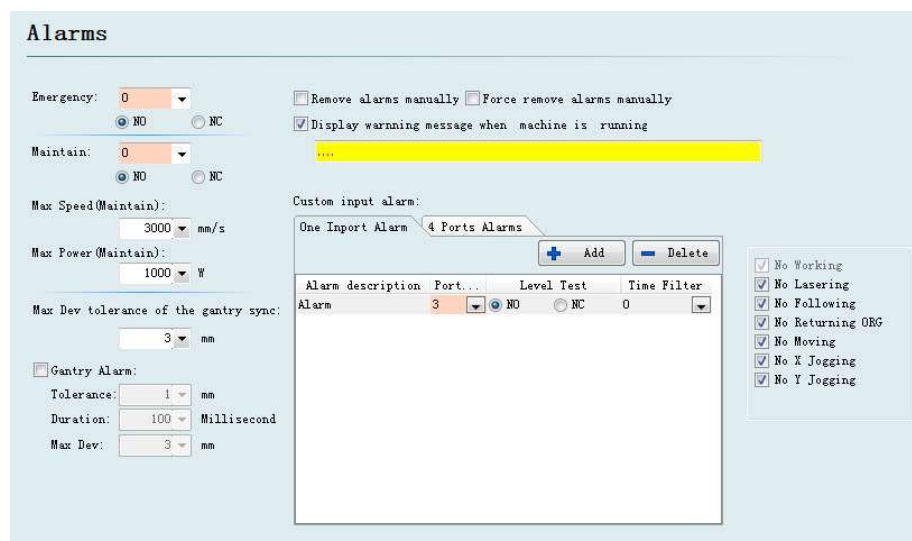 Alarms
Emergency: 0
NO NC
Maintain: 0
NO NC
Max Speed(Maintain):
3000 mm/s
Max Power(Maintain):
1000 W
Max Dev tolerance of the gantry sync:
3 mm
Gantry Alarm:
Tolerance: 1 mm
Duration: 100 Millisecond
Max Dev: 3 mm
Remove alarms manually Force remove alarms manually
Display warnning message when machine is running
....
Custom input alarm:
One Inport Alarm 4 Ports Alarms
Add Delete
Alarm description Port... Level Test Time Filter
Alarm 3 NO NC 0
No Working
No Lasering
No Following
No Returning ORG
No Moving
No X Jogging
No Y Jogging